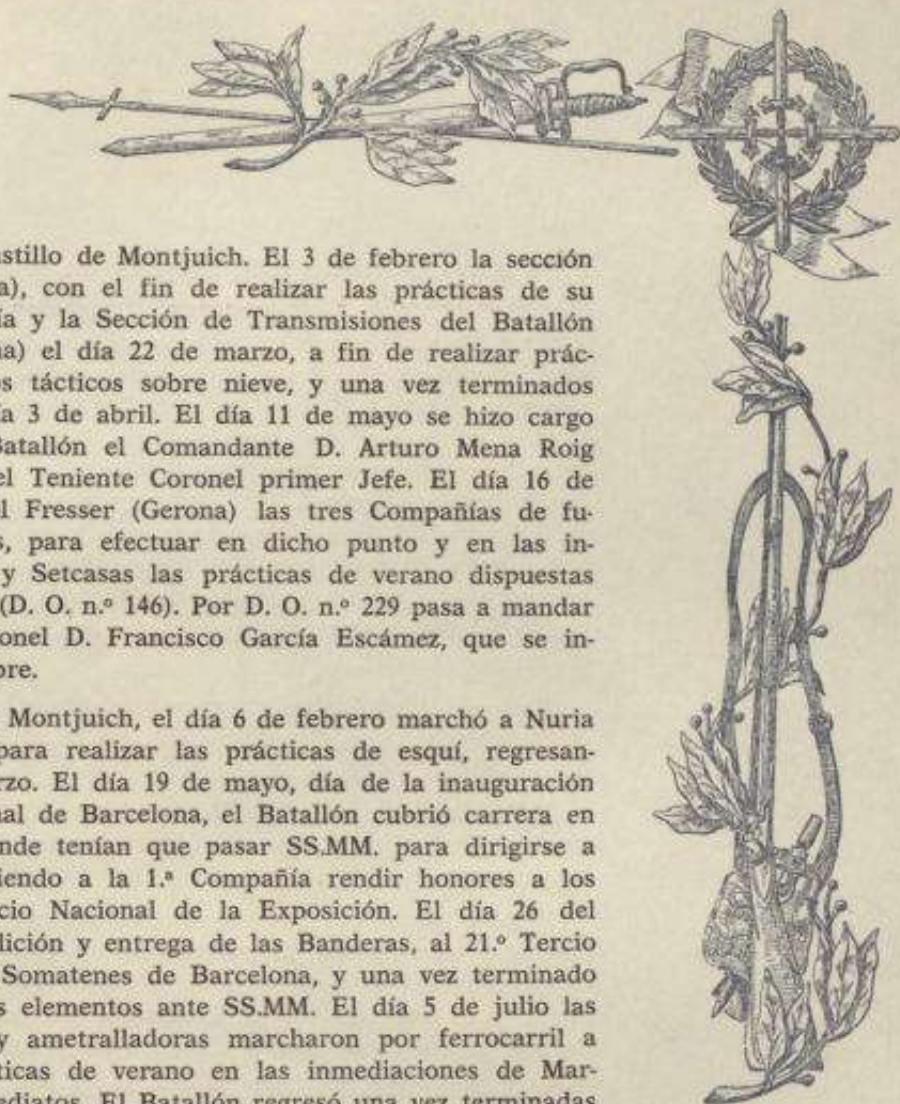 stillo de Montjuich. El 3 de febrero la sección
a), con el fin de realizar las prácticas de su
ía y la Sección de Transmisiones del Batallón
na) el día 22 de marzo, a fin de realizar prác-
os tácticos sobre nieve, y una vez terminados
ía 3 de abril. El día 11 de mayo se hizo cargo
Batallón el Comandante D. Arturo Mena Roig
el Teniente Coronel primer Jefe. El día 16 de
l Fresser (Gerona) las tres Compañías de fu-
s, para efectuar en dicho punto y en las in-
y Setcasas las prácticas de verano dispuestas
(D. O. n.º 146). Por D. O. n.º 229 pasa a mandar
onel D. Francisco García Escámez, que se in-
bre.
Montjuich, el día 6 de febrero marchó a Nuria
para realizar las prácticas de esquí, regresan-
rzo. El día 19 de mayo, día de la inauguración
nal de Barcelona, el Batallón cubrió carrera en
nde tenían que pasar SS.MM. para dirigirse a
iendo a la 1.ª Compañía rendir honores a los
cio Nacional de la Exposición. El día 26 del
dición y entrega de las Banderas, al 21.º Tercio
Somatenes de Barcelona, y una vez terminado
s elementos ante SS.MM. El día 5 de julio las
y ametralladoras marcharon por ferrocarril a
ticas de verano en las inmediaciones de Mar-
ediatos. El Batallón regresó una vez terminadas